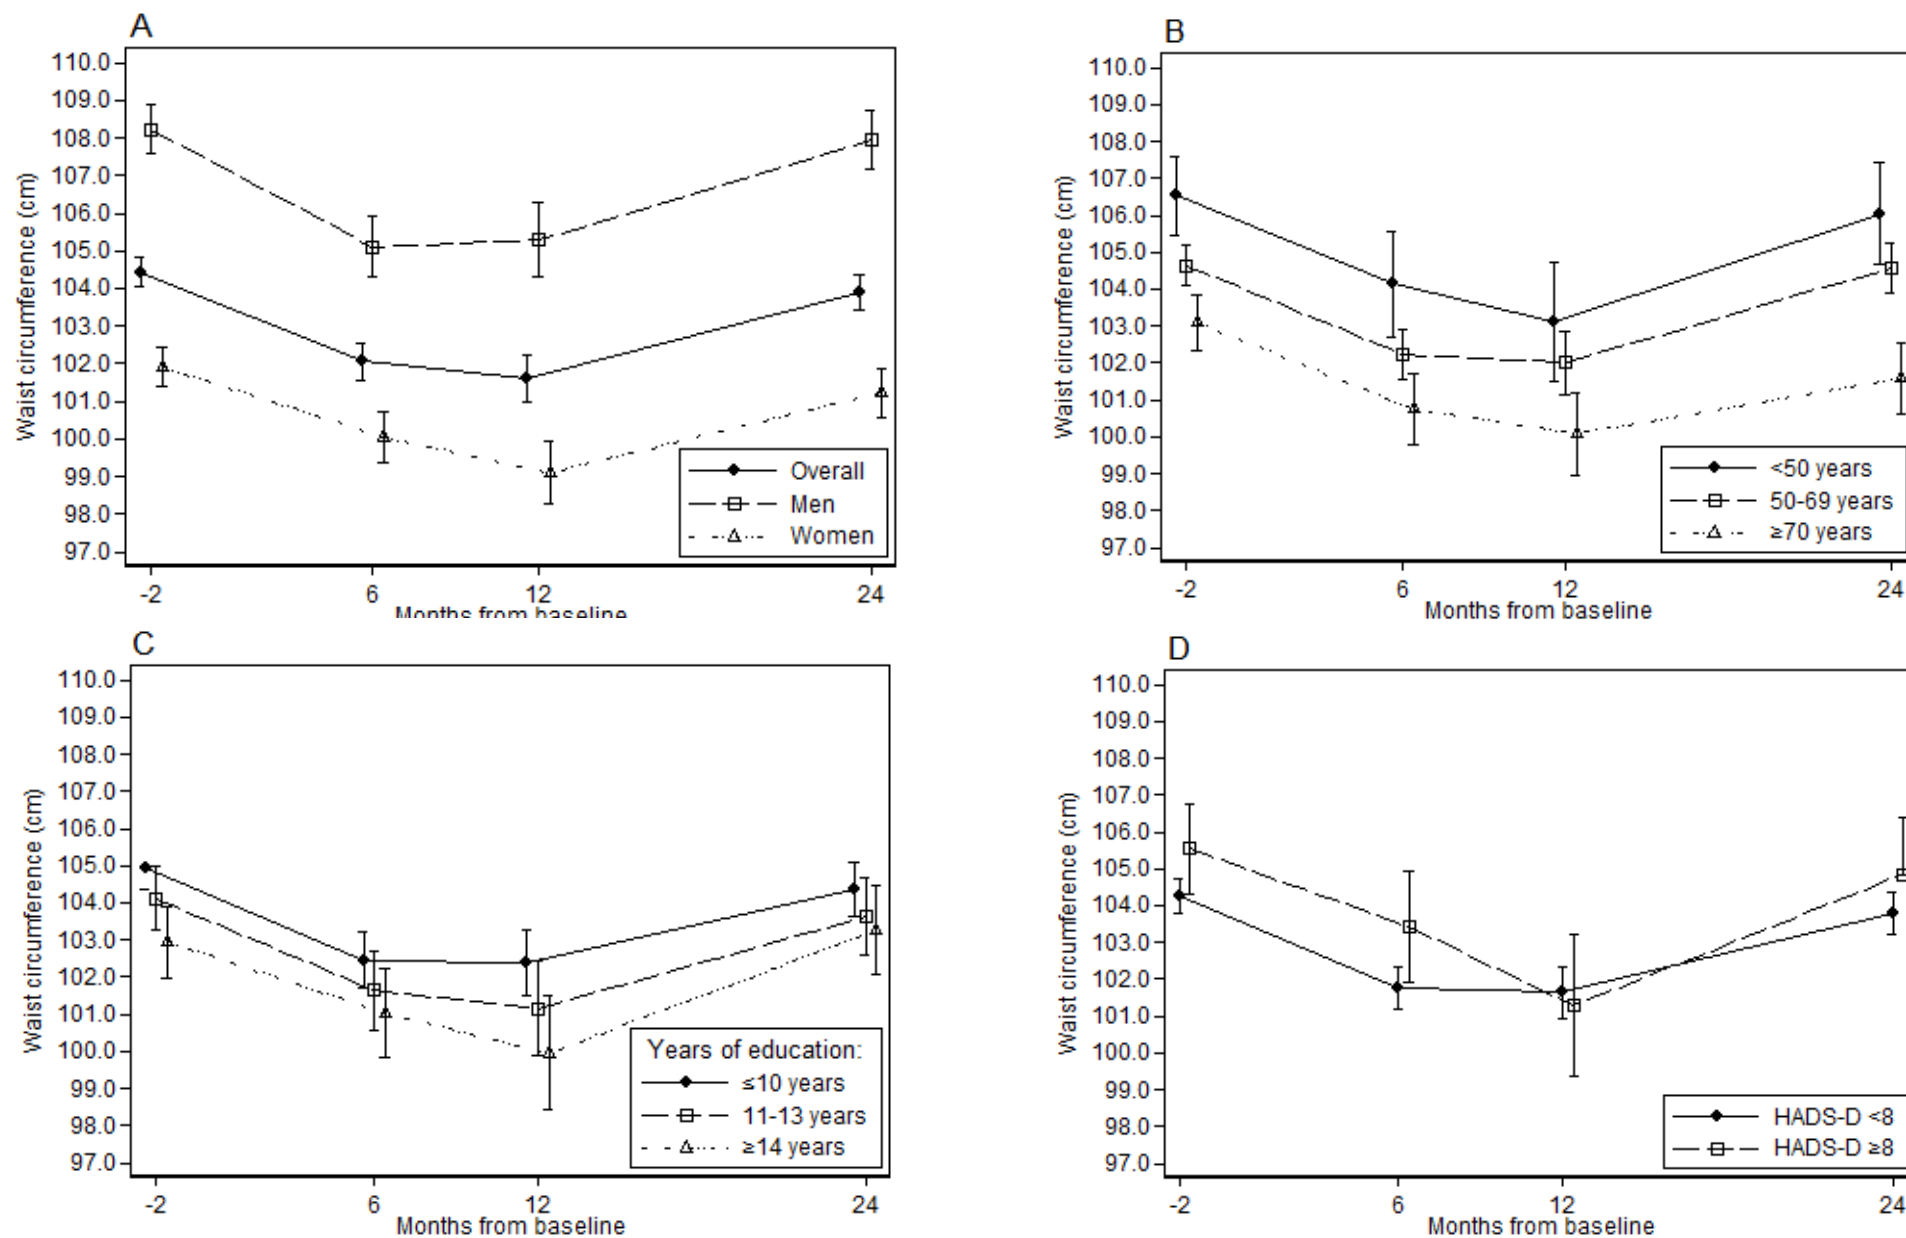 A
Waist circumference (cm)
110.0
109.0
108.0
107.0
106.0
105.0
104.0
103.0
102.0
101.0
100.0
99.0
98.0
97.0
Overall
Men
Women
-2 6 12 24
Months from baseline
B
Waist circumference (cm)
110.0
109.0
108.0
107.0
106.0
105.0
104.0
103.0
102.0
101.0
100.0
99.0
98.0
97.0
<50 years
50-69 years
≥70 years
-2 6 12 24
Months from baseline
C
Waist circumference (cm)
110.0
109.0
108.0
107.0
106.0
105.0
104.0
103.0
102.0
101.0
100.0
99.0
98.0
97.0
Years of education:
≤10 years
11-13 years
≥14 years
-2 6 12 24
Months from baseline
D
Waist circumference (cm)
110.0
109.0
108.0
107.0
106.0
105.0
104.0
103.0
102.0
101.0
100.0
99.0
98.0
97.0
HADS-D <8
HADS-D ≥8
-2 6 12 24
Months from baseline